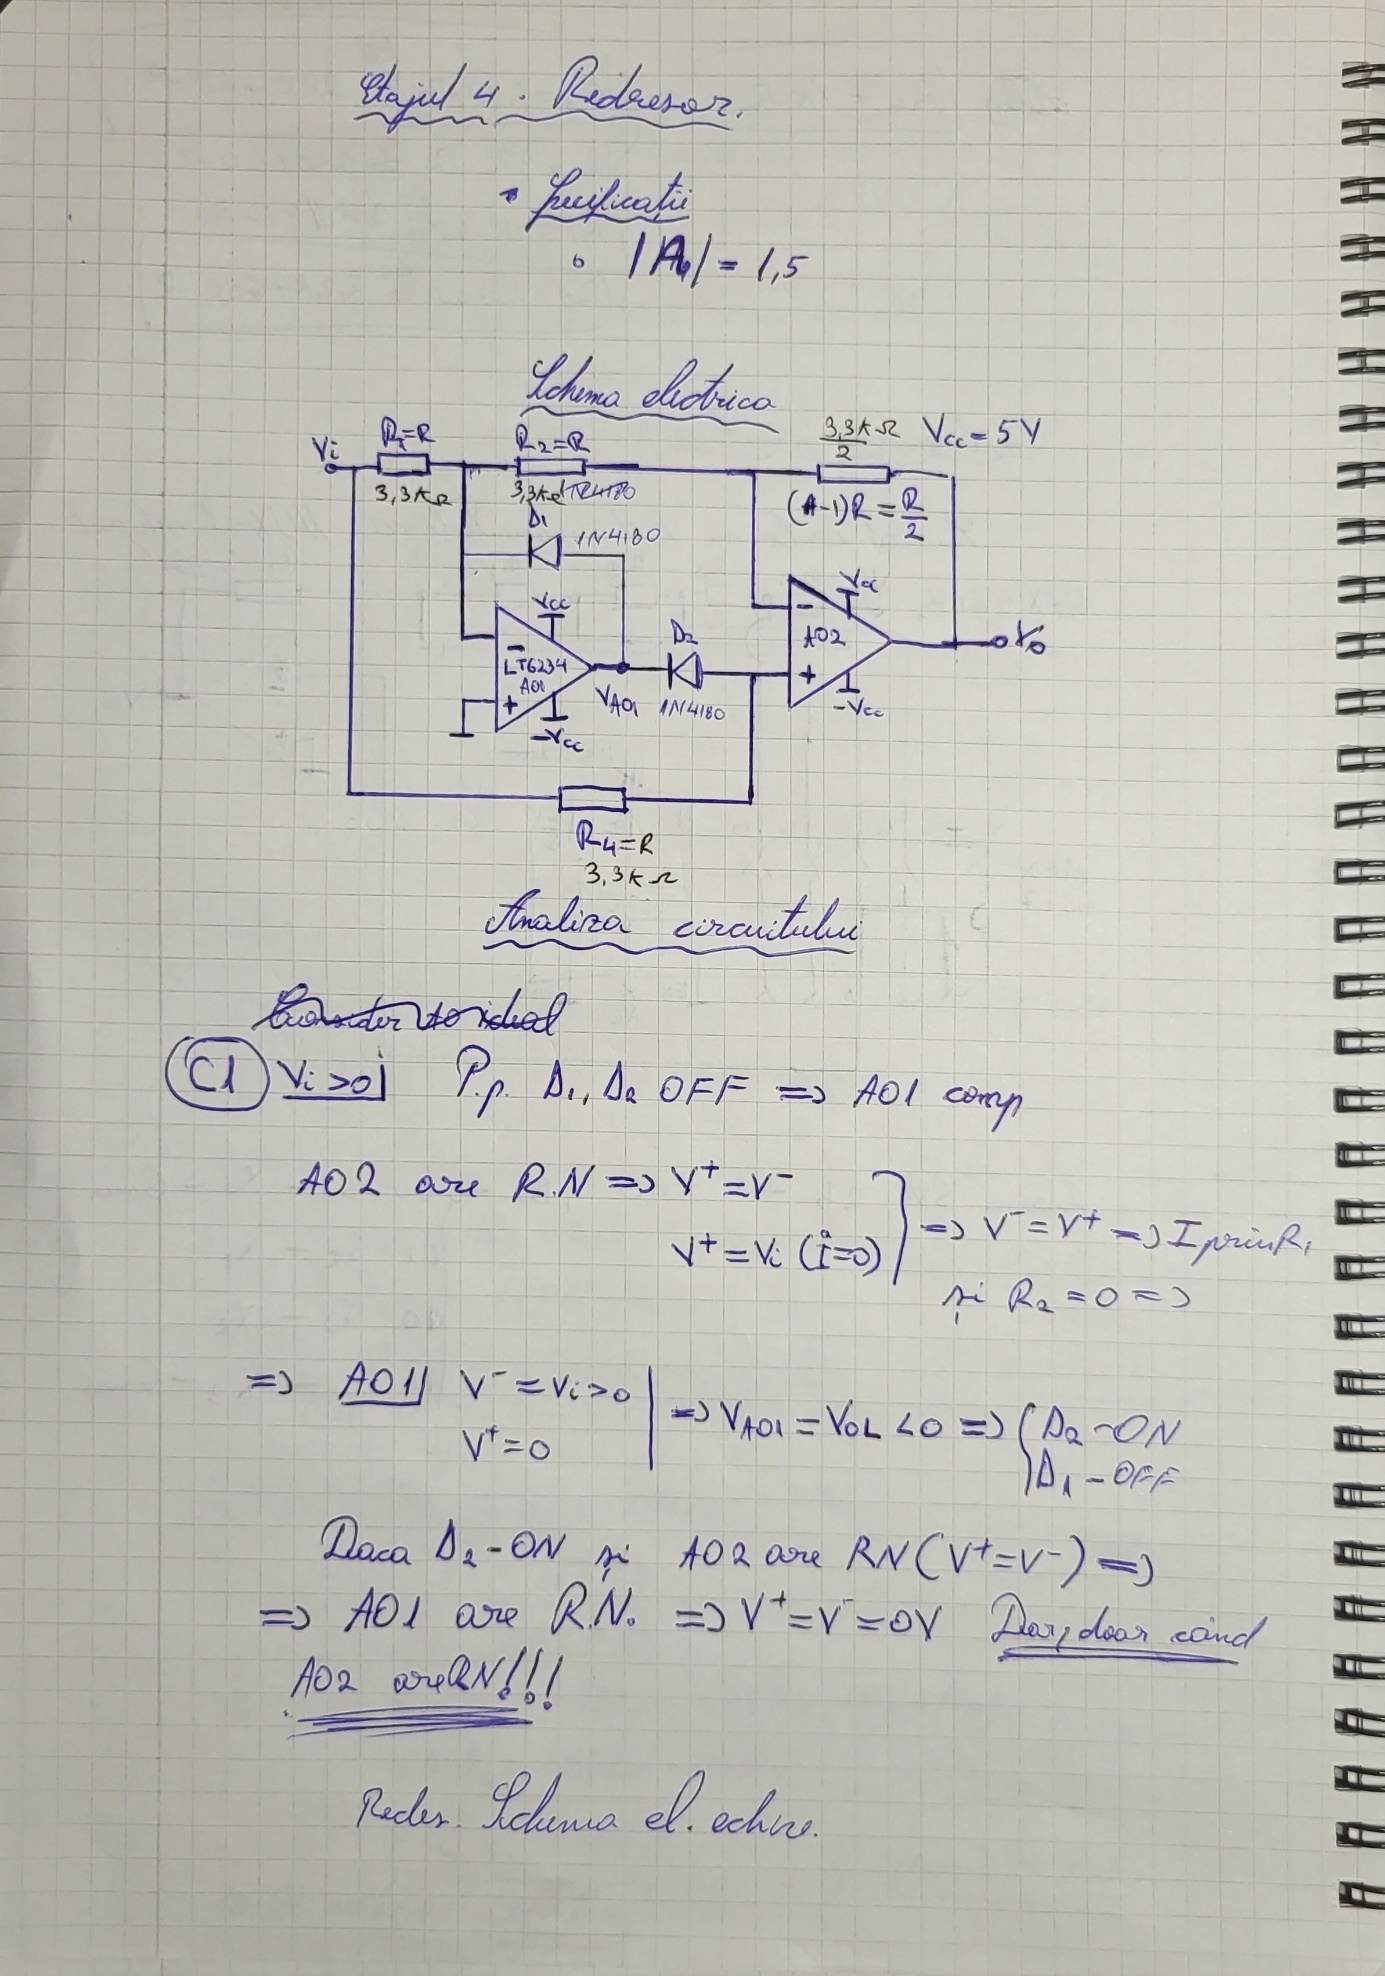 Etajul 4. Redresor.
• Specificatii
o |A| = 1,5
Schema electrica
Vi
R1=R
3,3KΩ
R2=R
3,3KΩ
3,3KΩ
2
(A-1)R = R
2
Vcc = 5V
D1
1N4180
Vcc
-
LT6234
AO1
+
-Vcc
VAO1
D2
1N4180
Vcc
-
AO2
+
-Vcc
Vo
R4=R
3,3KΩ
Analiza circuitului
C1 Vi>0 P.p. D1, D2 OFF => AO1 comp
AO2 are R.N => V+ = V-
V+ = Vi (i=0) => V- = V+ => I prin R1
și R2 = 0 =>
=> AO1 V- = Vi>0
V+ = 0 => VAO1 = VOL <0 => D2 - ON
D1 - OFF
Daca D2 - ON și AO2 are RN (V+=V-) =>
=> AO1 are R.N. => V+ = V- = 0V Dar, doar când
AO2 are RN!!!
Redes. Schema el. echiv.